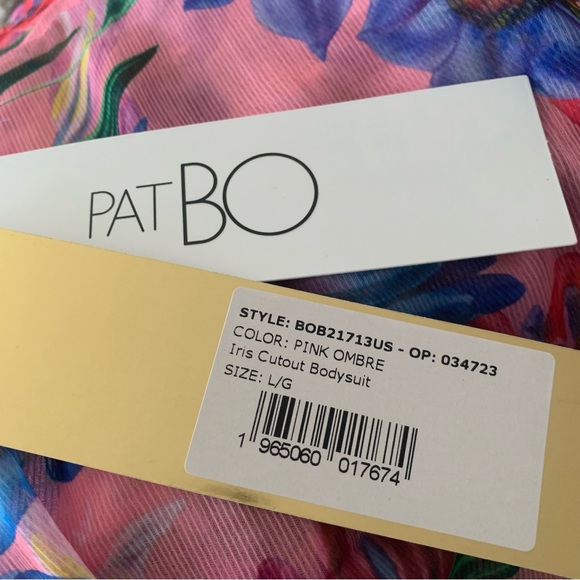 PATBO
STYLE: BOB21713US - OP: 034723
COLOR: PINK OMBRE
Iris Cutout Bodysuit
SIZE: L/G
1 965060 017674